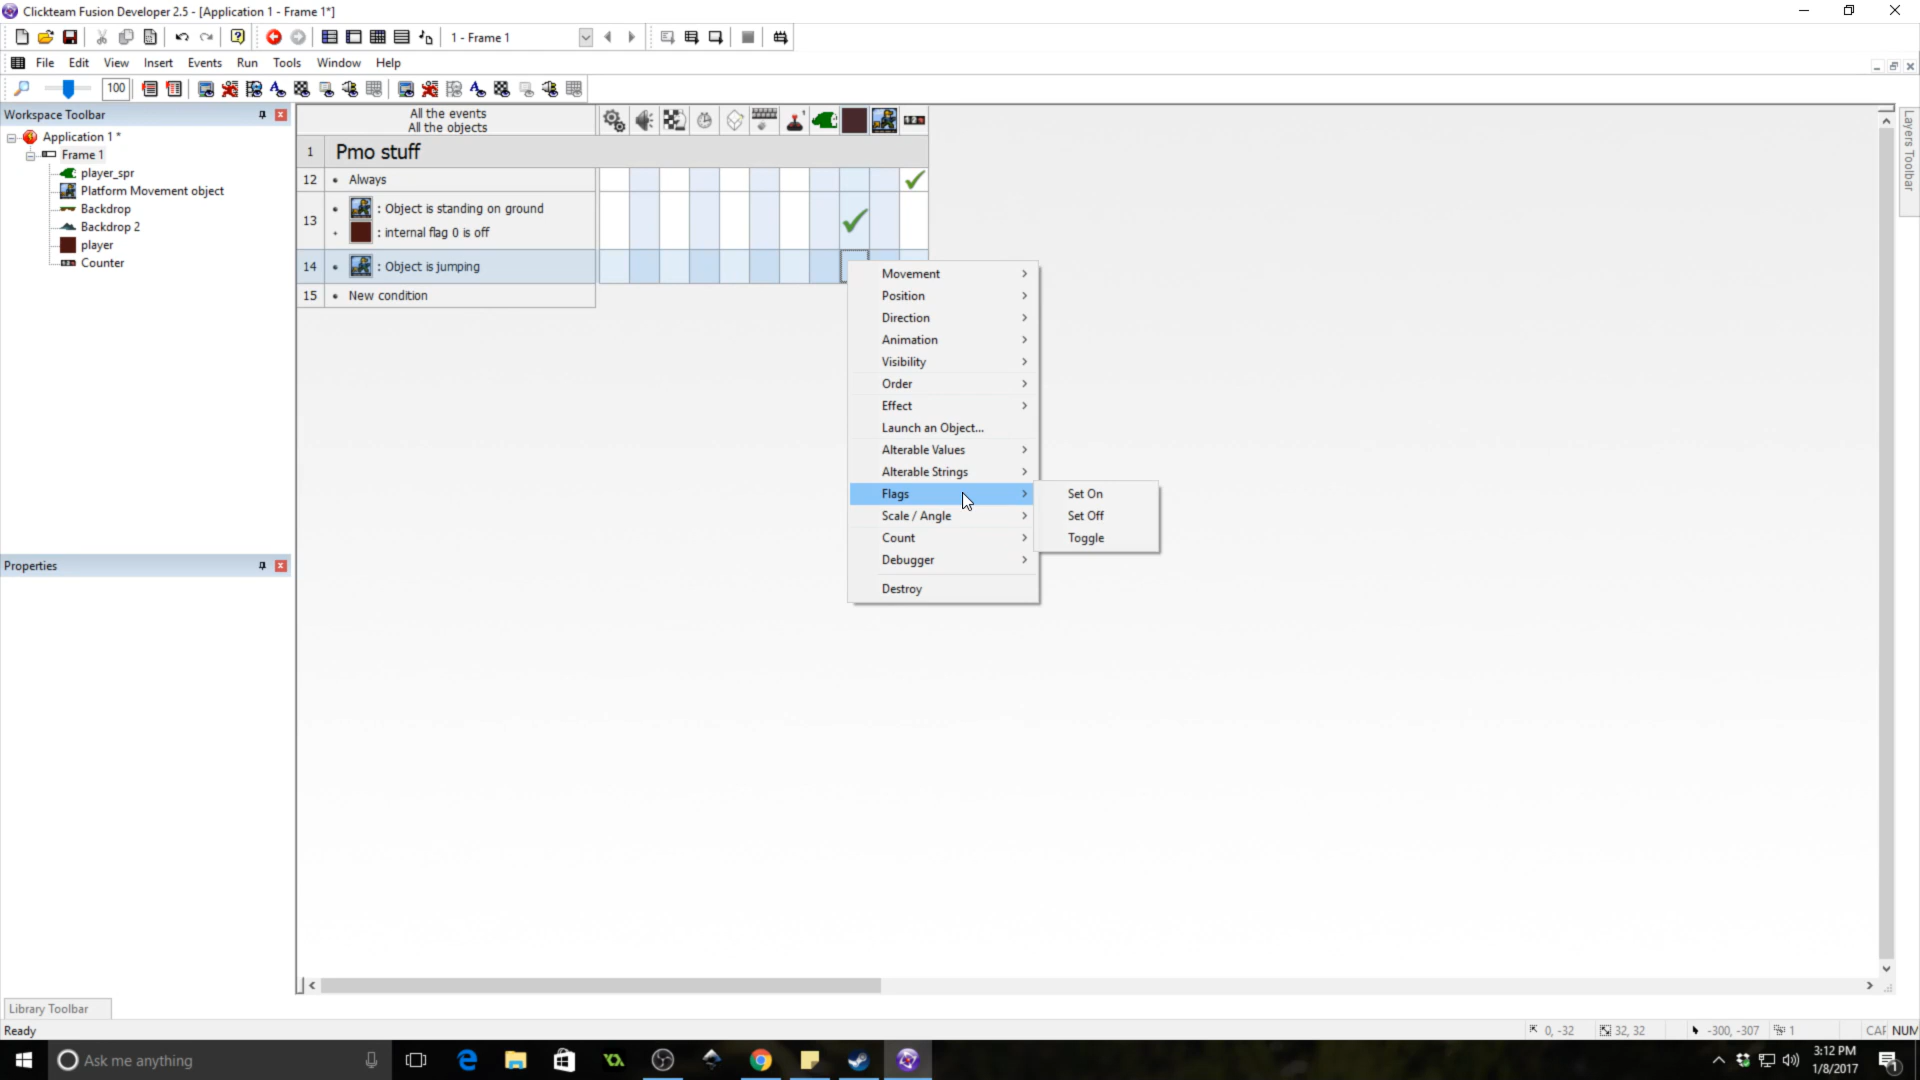 Clickteam Fusion Developer 2.5 - [Application 1 - Frame 1*]
1 - Frame 1
File Edit View Insert Events Run Tools Window Help
100
Workspace Toolbar
Application 1 *
Frame 1
player_spr
Platform Movement object
Backdrop
Backdrop 2
player
Counter
Properties
Library Toolbar
All the events
All the objects
1 Pmo stuff
12 • Always
13 • : Object is standing on ground
+ : internal flag 0 is off
14 • : Object is jumping
15 • New condition
Movement
Position
Direction
Animation
Visibility
Order
Effect
Launch an Object...
Alterable Values
Alterable Strings
Flags
Scale / Angle
Count
Debugger
Destroy
Set On
Set Off
Toggle
Layers Toolbar
Ready
0, -32 32, 32 -300, -307 1 CAP NUM
Ask me anything
3:12 PM
1/8/2017
1